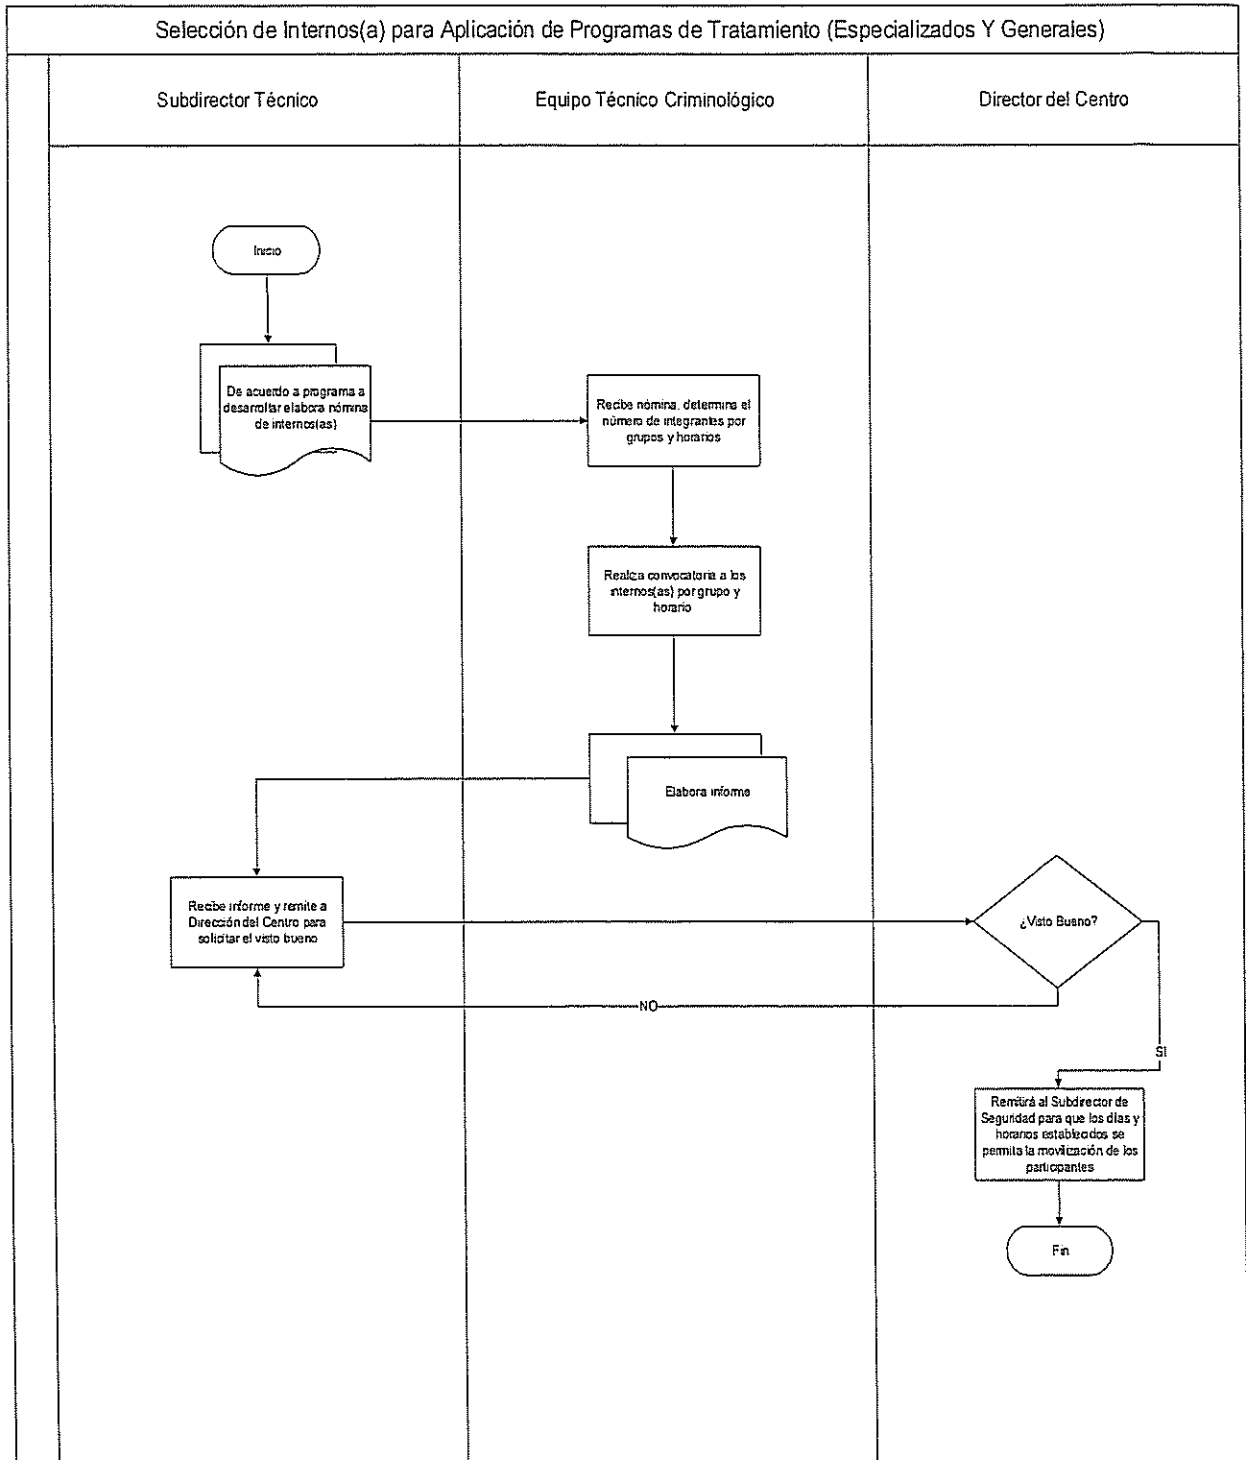 Selección de Internos(a) para Aplicación de Programas de Tratamiento (Especializados Y Generales)
Subdirector Técnico
Equipo Técnico Criminológico
Director del Centro
Inicio
De acuerdo a programa a
desarrollar elabora nómina
de internos(as)
Recibe nómina, determina el
número de integrantes por
grupos y horarios
Realiza convocatoria a los
internos(as) por grupo y
horario
Elabora informe
Recibe informe y remite a
Dirección del Centro para
solicitar el visto bueno
¿Visto Bueno?
NO
SI
Remitirá al Subdirector de
Seguridad para que los días y
horarios establecidos se
permita la movilización de los
participantes
Fin